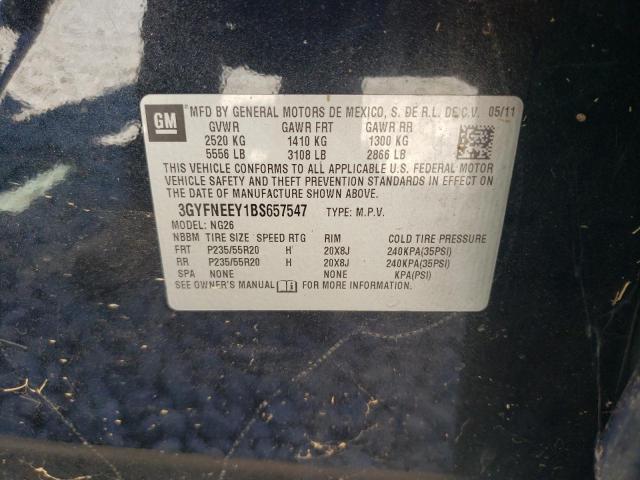 GM
MFD BY GENERAL MOTORS DE MEXICO, S. DE R.L. DE C.V. 05/11
GVWR GAWR FRT GAWR RR
2520 KG 1410 KG 1300 KG
5556 LB 3108 LB 2866 LB
THIS VEHICLE CONFORMS TO ALL APPLICABLE U.S. FEDERAL MOTOR
VEHICLE SAFETY AND THEFT PREVENTION STANDARDS IN EFFECT ON
THE DATE OF MANUFACTURE SHOWN ABOVE.
3GYFNEEY1BS657547 TYPE: M.P.V.
MODEL: NG26
NBBM TIRE SIZE SPEED RTG RIM COLD TIRE PRESSURE
FRT P235/55R20 H 20X8J 240KPA(35PSI)
RR P235/55R20 H 20X8J 240KPA(35PSI)
SPA NONE NONE KPA(PSI)
SEE OWNER'S MANUAL i FOR MORE INFORMATION.